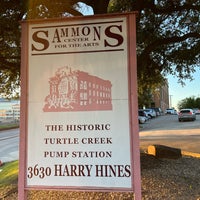 SAMMONS
CENTER
FOR THE ARTS
THE HISTORIC
TURTLE CREEK
PUMP STATION
3630 HARRY HINES